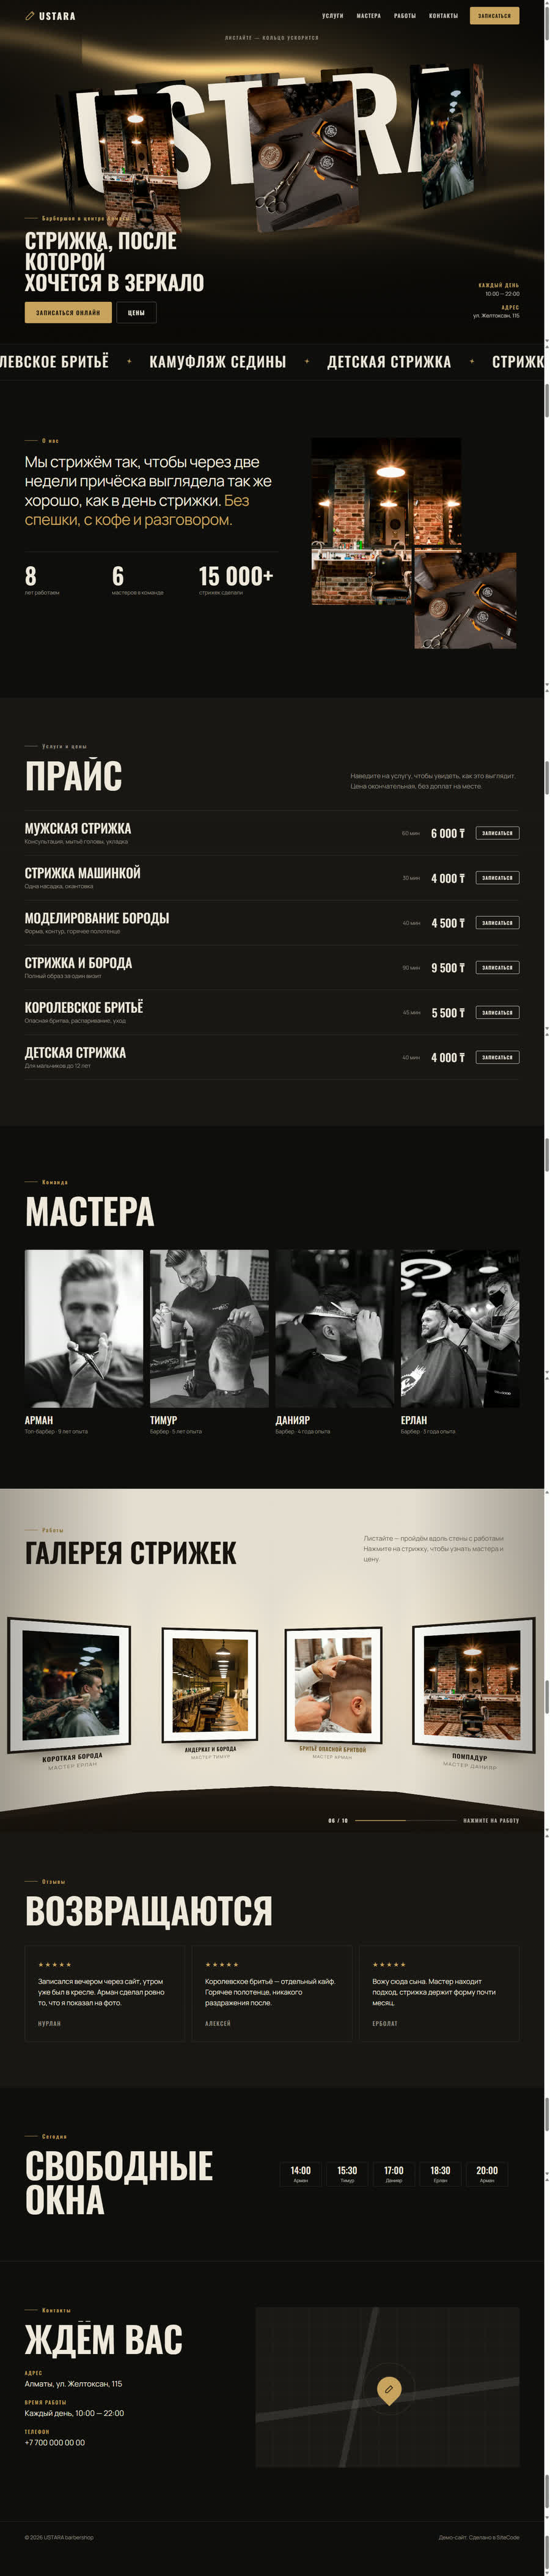 USTARA
УСЛУГИ МАСТЕРА РАБОТЫ КОНТАКТЫ ЗАПИСАТЬСЯ
ЛИСТАЙТЕ — КОЛЬЦО УСКОРИТСЯ
USTARA
Барбершоп в центре
СТРИЖКА, ПОСЛЕ
КОТОРОЙ
ХОЧЕТСЯ В ЗЕРКАЛО
ЗАПИСАТЬСЯ ОНЛАЙН ЦЕНЫ
КАЖДЫЙ ДЕНЬ
10:00 — 22:00
АДРЕС
ул. Желтоксан, 115
ЛЕВСКОЕ БРИТЬЁ КАМУФЛЯЖ СЕДИНЫ ДЕТСКАЯ СТРИЖКА СТРИЖК
О нас
Мы стрижём так, чтобы через две
недели причёска выглядела так же
хорошо, как в день стрижки. Без
спешки, с кофе и разговором.
8
лет работаем
6
мастеров в команде
15 000+
стрижек сделали
Услуги и цены
ПРАЙС
Наведите на услугу, чтобы увидеть, как это выглядит.
Цена окончательная, без доплат на месте.
МУЖСКАЯ СТРИЖКА
Консультация, мытьё головы, укладка
60 мин 6 000 ₸ ЗАПИСАТЬСЯ
СТРИЖКА МАШИНКОЙ
Одна насадка, окантовка
30 мин 4 000 ₸ ЗАПИСАТЬСЯ
МОДЕЛИРОВАНИЕ БОРОДЫ
Форма, контур, горячее полотенце
40 мин 4 500 ₸ ЗАПИСАТЬСЯ
СТРИЖКА И БОРОДА
Полный образ за один визит
90 мин 9 500 ₸ ЗАПИСАТЬСЯ
КОРОЛЕВСКОЕ БРИТЬЁ
Опасная бритва, распаривание, уход
45 мин 5 500 ₸ ЗАПИСАТЬСЯ
ДЕТСКАЯ СТРИЖКА
Для мальчиков до 12 лет
40 мин 4 000 ₸ ЗАПИСАТЬСЯ
Команда
МАСТЕРА
АРМАН
Топ-барбер · 9 лет опыта
ТИМУР
Барбер · 5 лет опыта
ДАНИЯР
Барбер · 4 года опыта
ЕРЛАН
Барбер · 3 года опыта
Работы
ГАЛЕРЕЯ СТРИЖЕК
Листайте — пройдём вдоль стены с работами.
Нажмите на стрижку, чтобы узнать мастера и
цену.
КОРОТКАЯ БОРОДА
МАСТЕР ЕРЛАН
АНДЕРКАТ И БОРОДА
МАСТЕР ТИМУР
БРИТЬЁ ОПАСНОЙ БРИТВОЙ
МАСТЕР АРМАН
ПОМПАДУР
МАСТЕР ДАНИЯР
06 / 10 НАЖМИТЕ НА РАБОТУ
Отзывы
ВОЗВРАЩАЮТСЯ
★★★★★
Записался вечером через сайт, утром
уже был в кресле. Арман сделал ровно
то, что я показал на фото.
НУРЛАН
★★★★★
Королевское бритьё — отдельный кайф.
Горячее полотенце, никакого
раздражения после.
АЛЕКСЕЙ
★★★★★
Вожу сюда сына. Мастер находит
подход, стрижка держит форму почти
месяц.
ЕРБОЛАТ
Сегодня
СВОБОДНЫЕ
ОКНА
14:00 15:30 17:00 18:30 20:00
Арман Тимур Данияр Ерлан Арман
Контакты
ЖДЁМ ВАС
АДРЕС
Алматы, ул. Желтоксан, 115
ВРЕМЯ РАБОТЫ
Каждый день, 10:00 — 22:00
ТЕЛЕФОН
+7 700 000 00 00
© 2026 USTARA barbershop
Демо-сайт. Сделано в SiteCode